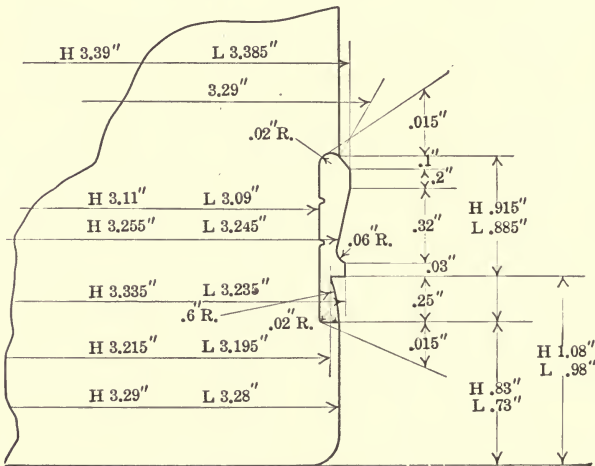 H 3.39" L 3.385"
3.29"
.015"
.02" R.
.1"
.2"
H 3.11" L 3.09"
H .915"
L .885"
.32"
H 3.255" L 3.245"
.06" R.
.03"
H 3.335" L 3.235"
.25"
.6" R.
.02" R.
.015"
H 3.215" L 3.195"
H 1.08"
L .98"
H .83"
L .73"
H 3.29" L 3.28"